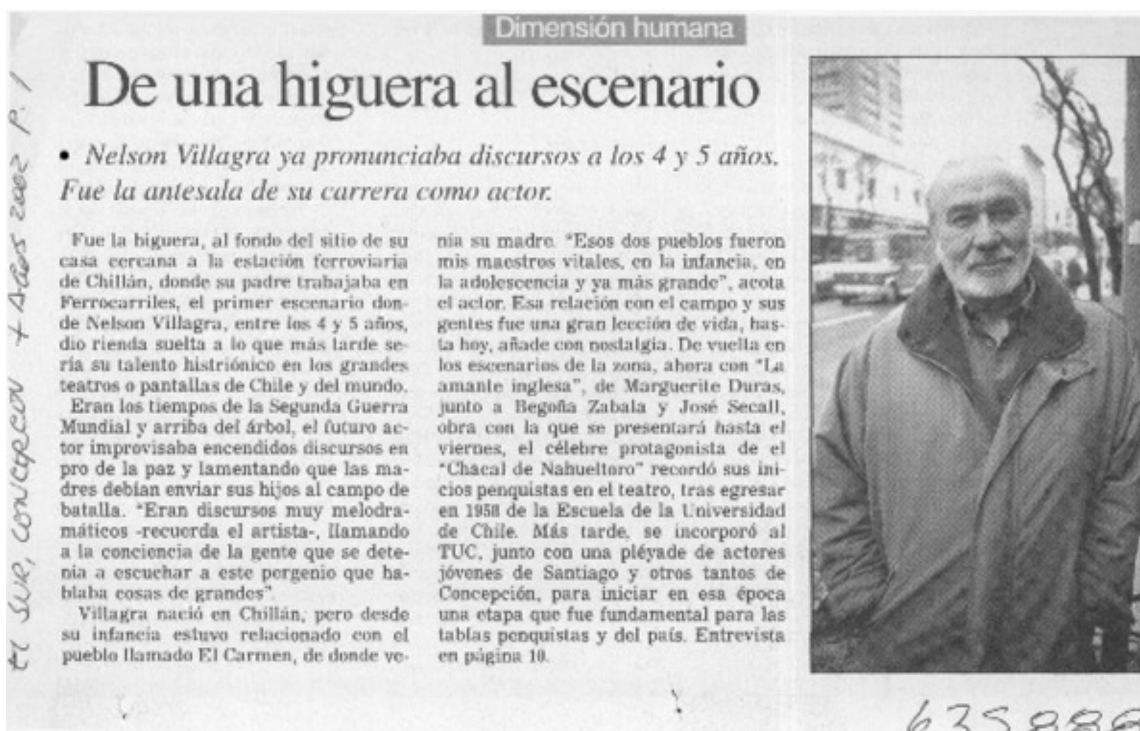 Dimensión humana
De una higuera al escenario
• Nelson Villagra ya pronunciaba discursos a los 4 y 5 años.
Fue la antesala de su carrera como actor.
Fue la higuera, al fondo del sitio de su
casa cercana a la estación ferroviaria
de Chillán, donde su padre trabajaba en
Ferrocarriles, el primer escenario don-
de Nelson Villagra, entre los 4 y 5 años,
dio rienda suelta a lo que más tarde se-
ría su talento histriónico en los grandes
teatros o pantallas de Chile y del mundo.
Eran los tiempos de la Segunda Guerra
Mundial y arriba del árbol, el futuro ac-
tor improvisaba encendidos discursos en
pro de la paz y lamentando que las ma-
dres debían enviar sus hijos al campo de
batalla. "Eran discursos muy melodra-
máticos -recuerda el artista-, llamando
a la conciencia de la gente que se dete-
nía a escuchar a este pergenio que ha-
blaba cosas de grandes".
Villagra nació en Chillán, pero desde
su infancia estuvo relacionado con el
pueblo llamado El Carmen, de donde ve-
nía su madre. "Esos dos pueblos fueron
mis maestros vitales, en la infancia, en
la adolescencia y ya más grande", acota
el actor. Esa relación con el campo y sus
gentes fue una gran lección de vida, has-
ta hoy, añade con nostalgia. De vuelta en
los escenarios de la zona, ahora con "La
amante inglesa", de Marguerite Duras,
junto a Begoña Zabala y José Secall,
obra con la que se presentará hasta el
viernes, el célebre protagonista de el
"Chacal de Nahueltoro" recordó sus ini-
cios penquistas en el teatro, tras egresar
en 1958 de la Escuela de la Universidad
de Chile. Más tarde, se incorporó al
TUC, junto con una pléyade de actores
jóvenes de Santiago y otros tantos de
Concepción, para iniciar en esa época
una etapa que fue fundamental para las
tablas penquistas y del país. Entrevista
en página 10.
El SUR, CONCEPCION 2002 P. 1